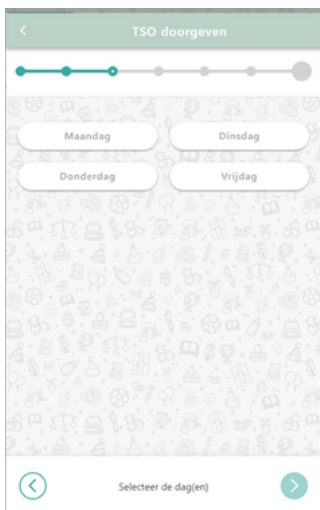 TSO doorgeven
Maandag
Dinsdag
Donderdag
Vrijdag
Selecteer de dag(en)